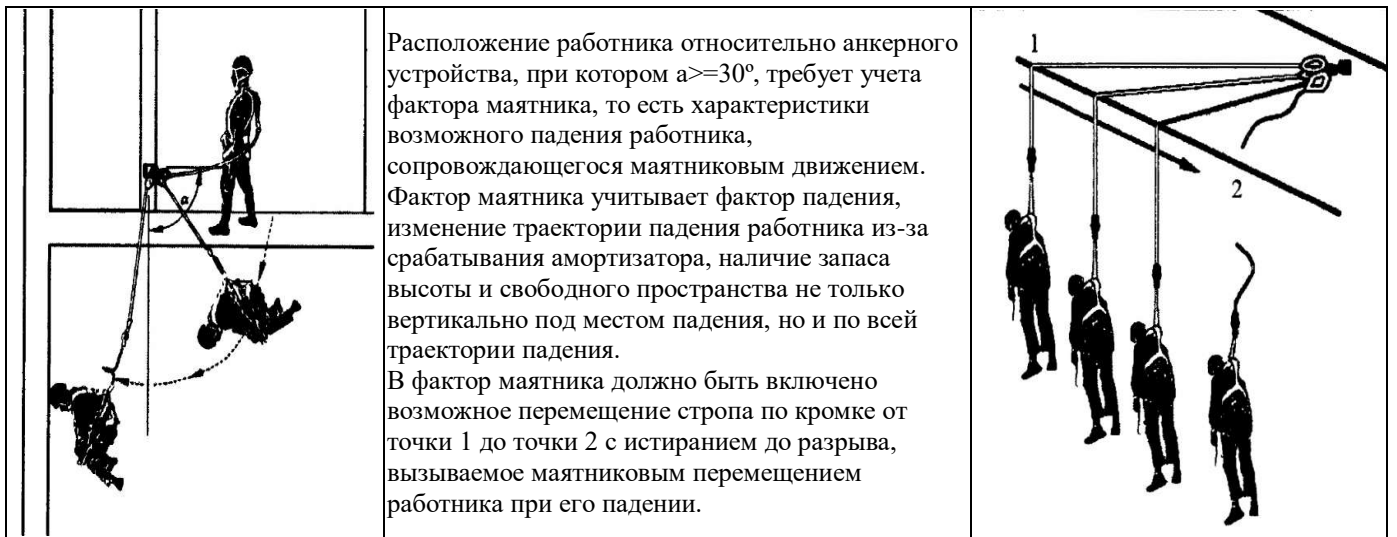 a
Расположение работника относительно анкерного
устройства, при котором a>=30º, требует учета
фактора маятника, то есть характеристики
возможного падения работника,
сопровождающегося маятниковым движением.
Фактор маятника учитывает фактор падения,
изменение траектории падения работника из-за
срабатывания амортизатора, наличие запаса
высоты и свободного пространства не только
вертикально под местом падения, но и по всей
траектории падения.
В фактор маятника должно быть включено
возможное перемещение стропа по кромке от
точки 1 до точки 2 с истиранием до разрыва,
вызываемое маятниковым перемещением
работника при его падении.
1
2